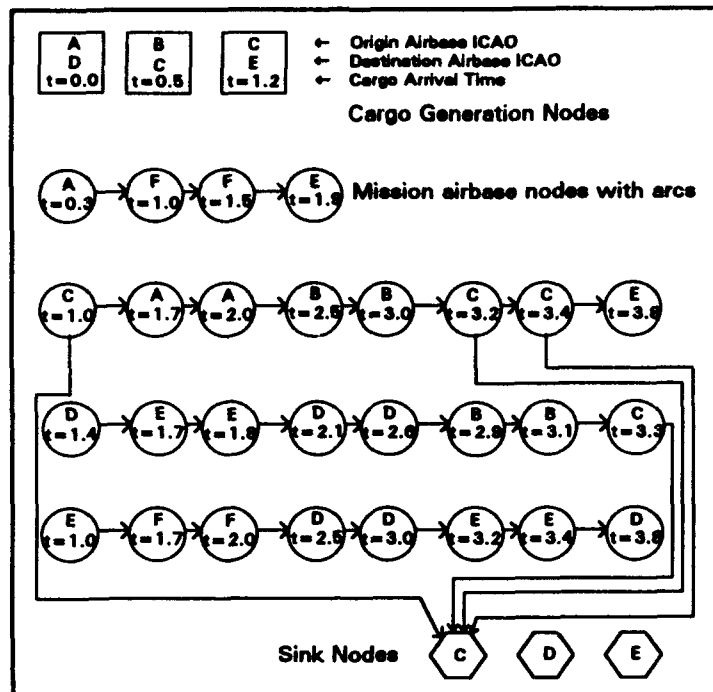 A B C ← Origin Airbase ICAO
D C E ← Destination Airbase ICAO
t=0.0 t=0.5 t=1.2 ← Cargo Arrival Time
Cargo Generation Nodes
A F F E Mission airbase nodes with arcs
t=0.3 t=1.0 t=1.5 t=1.9
C A A B B C C E
t=1.0 t=1.7 t=2.0 t=2.5 t=3.0 t=3.2 t=3.4 t=3.8
D E E D D B B C
t=1.4 t=1.7 t=1.8 t=2.1 t=2.6 t=2.9 t=3.1 t=3.3
E F F D D E E D
t=1.0 t=1.7 t=2.0 t=2.5 t=3.0 t=3.2 t=3.4 t=3.8
Sink Nodes C D E